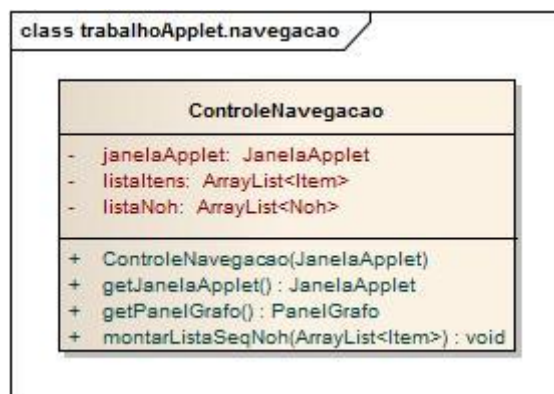 class trabalhoApplet.navegacao
ControleNavegacao
- janelaApplet: JanelaApplet
- listaItens: ArrayList<Item>
- listaNoh: ArrayList<Noh>
+ ControleNavegacao(JanelaApplet)
+ getJanelaApplet() : JanelaApplet
+ getPanelGrafo() : PanelGrafo
+ montarListaSeqNoh(ArrayList<Item>) : void